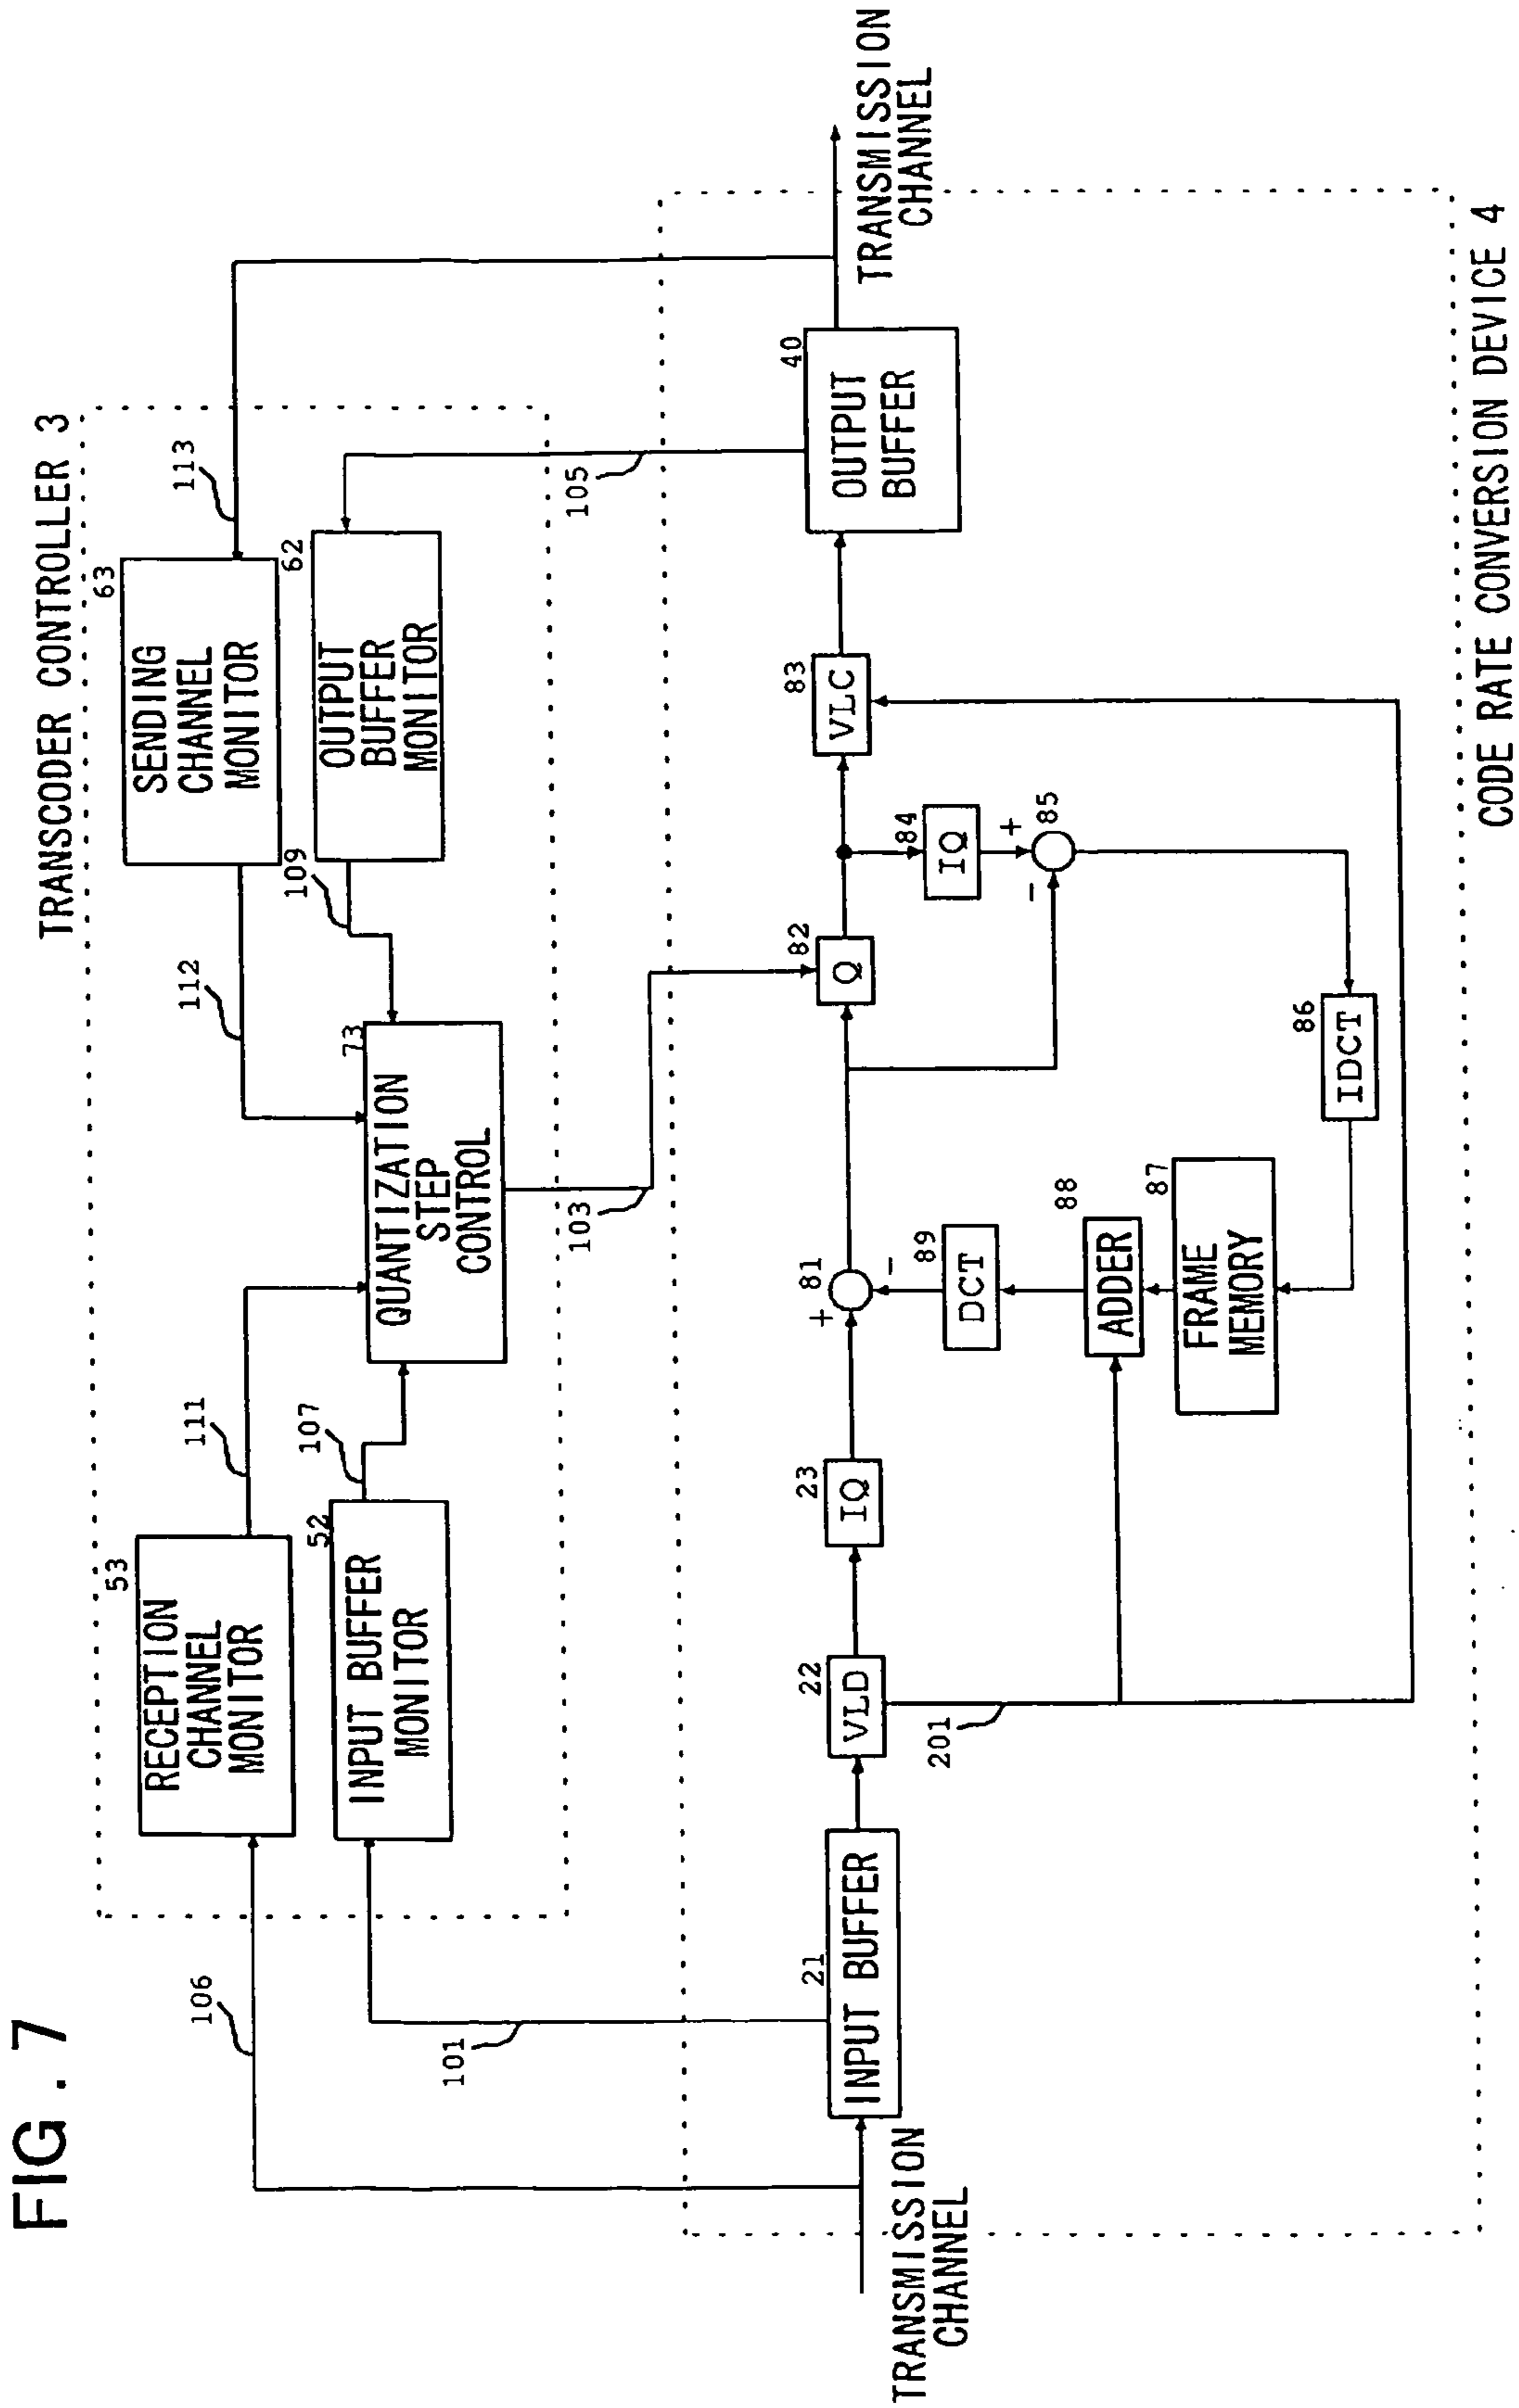 FIG. 7
TRANSCODER CONTROLLER 3
106
53
RECEPTION
CHANNEL
MONITOR
111
112
63
SENDING
CHANNEL
MONITOR
113
101
52
INPUT BUFFER
MONITOR
107
73
QUANTIZATION
STEP
CONTROL
109
62
OUTPUT
BUFFER
MONITOR
103
105
TRANSMISSION
CHANNEL
21
INPUT BUFFER
22
VLD
23
IQ
+
81
-
82
Q
83
VLC
40
OUTPUT
BUFFER
TRANSMISSION
CHANNEL
201
89
DCT
84
IQ
+
-
85
88
ADDER
87
FRAME
MEMORY
86
IDCT
CODE RATE CONVERSION DEVICE 4